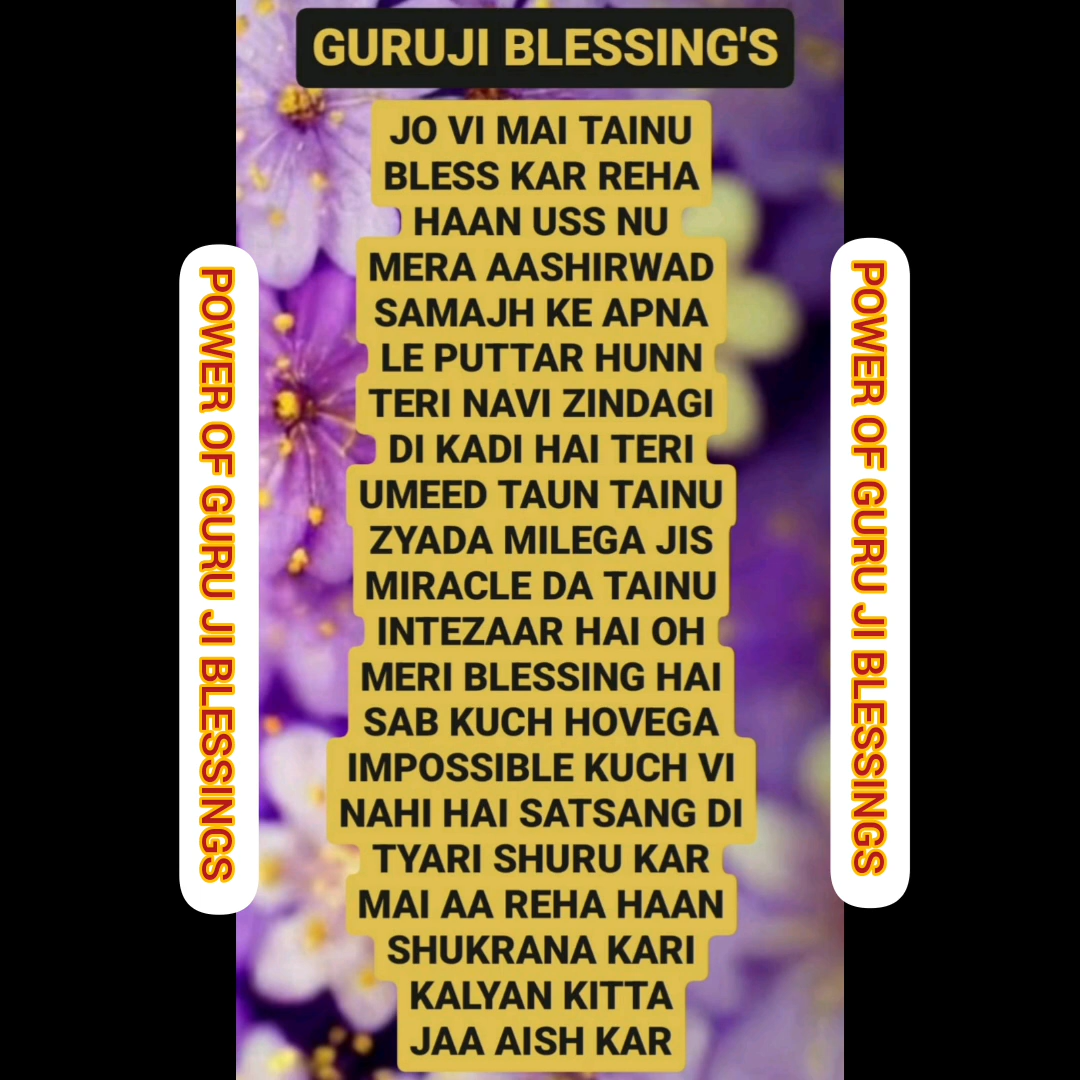 GURUJI BLESSING'S
JO VI MAI TAINU
BLESS KAR REHA
HAAN USS NU
MERA AASHIRWAD
SAMAJH KE APNA
LE PUTTAR HUNN
TERI NAVI ZINDAGI
DI KADI HAI TERI
UMEED TAUN TAINU
ZYADA MILEGA JIS
MIRACLE DA TAINU
INTEZAAR HAI OH
MERI BLESSING HAI
SAB KUCH HOVEGA
IMPOSSIBLE KUCH VI
NAHI HAI SATSANG DI
TYARI SHURU KAR
MAI AA REHA HAAN
SHUKRANA KARI
KALYAN KITTA
JAA AISH KAR
POWER OF GURU JI BLESSINGS
POWER OF GURU JI BLESSINGS